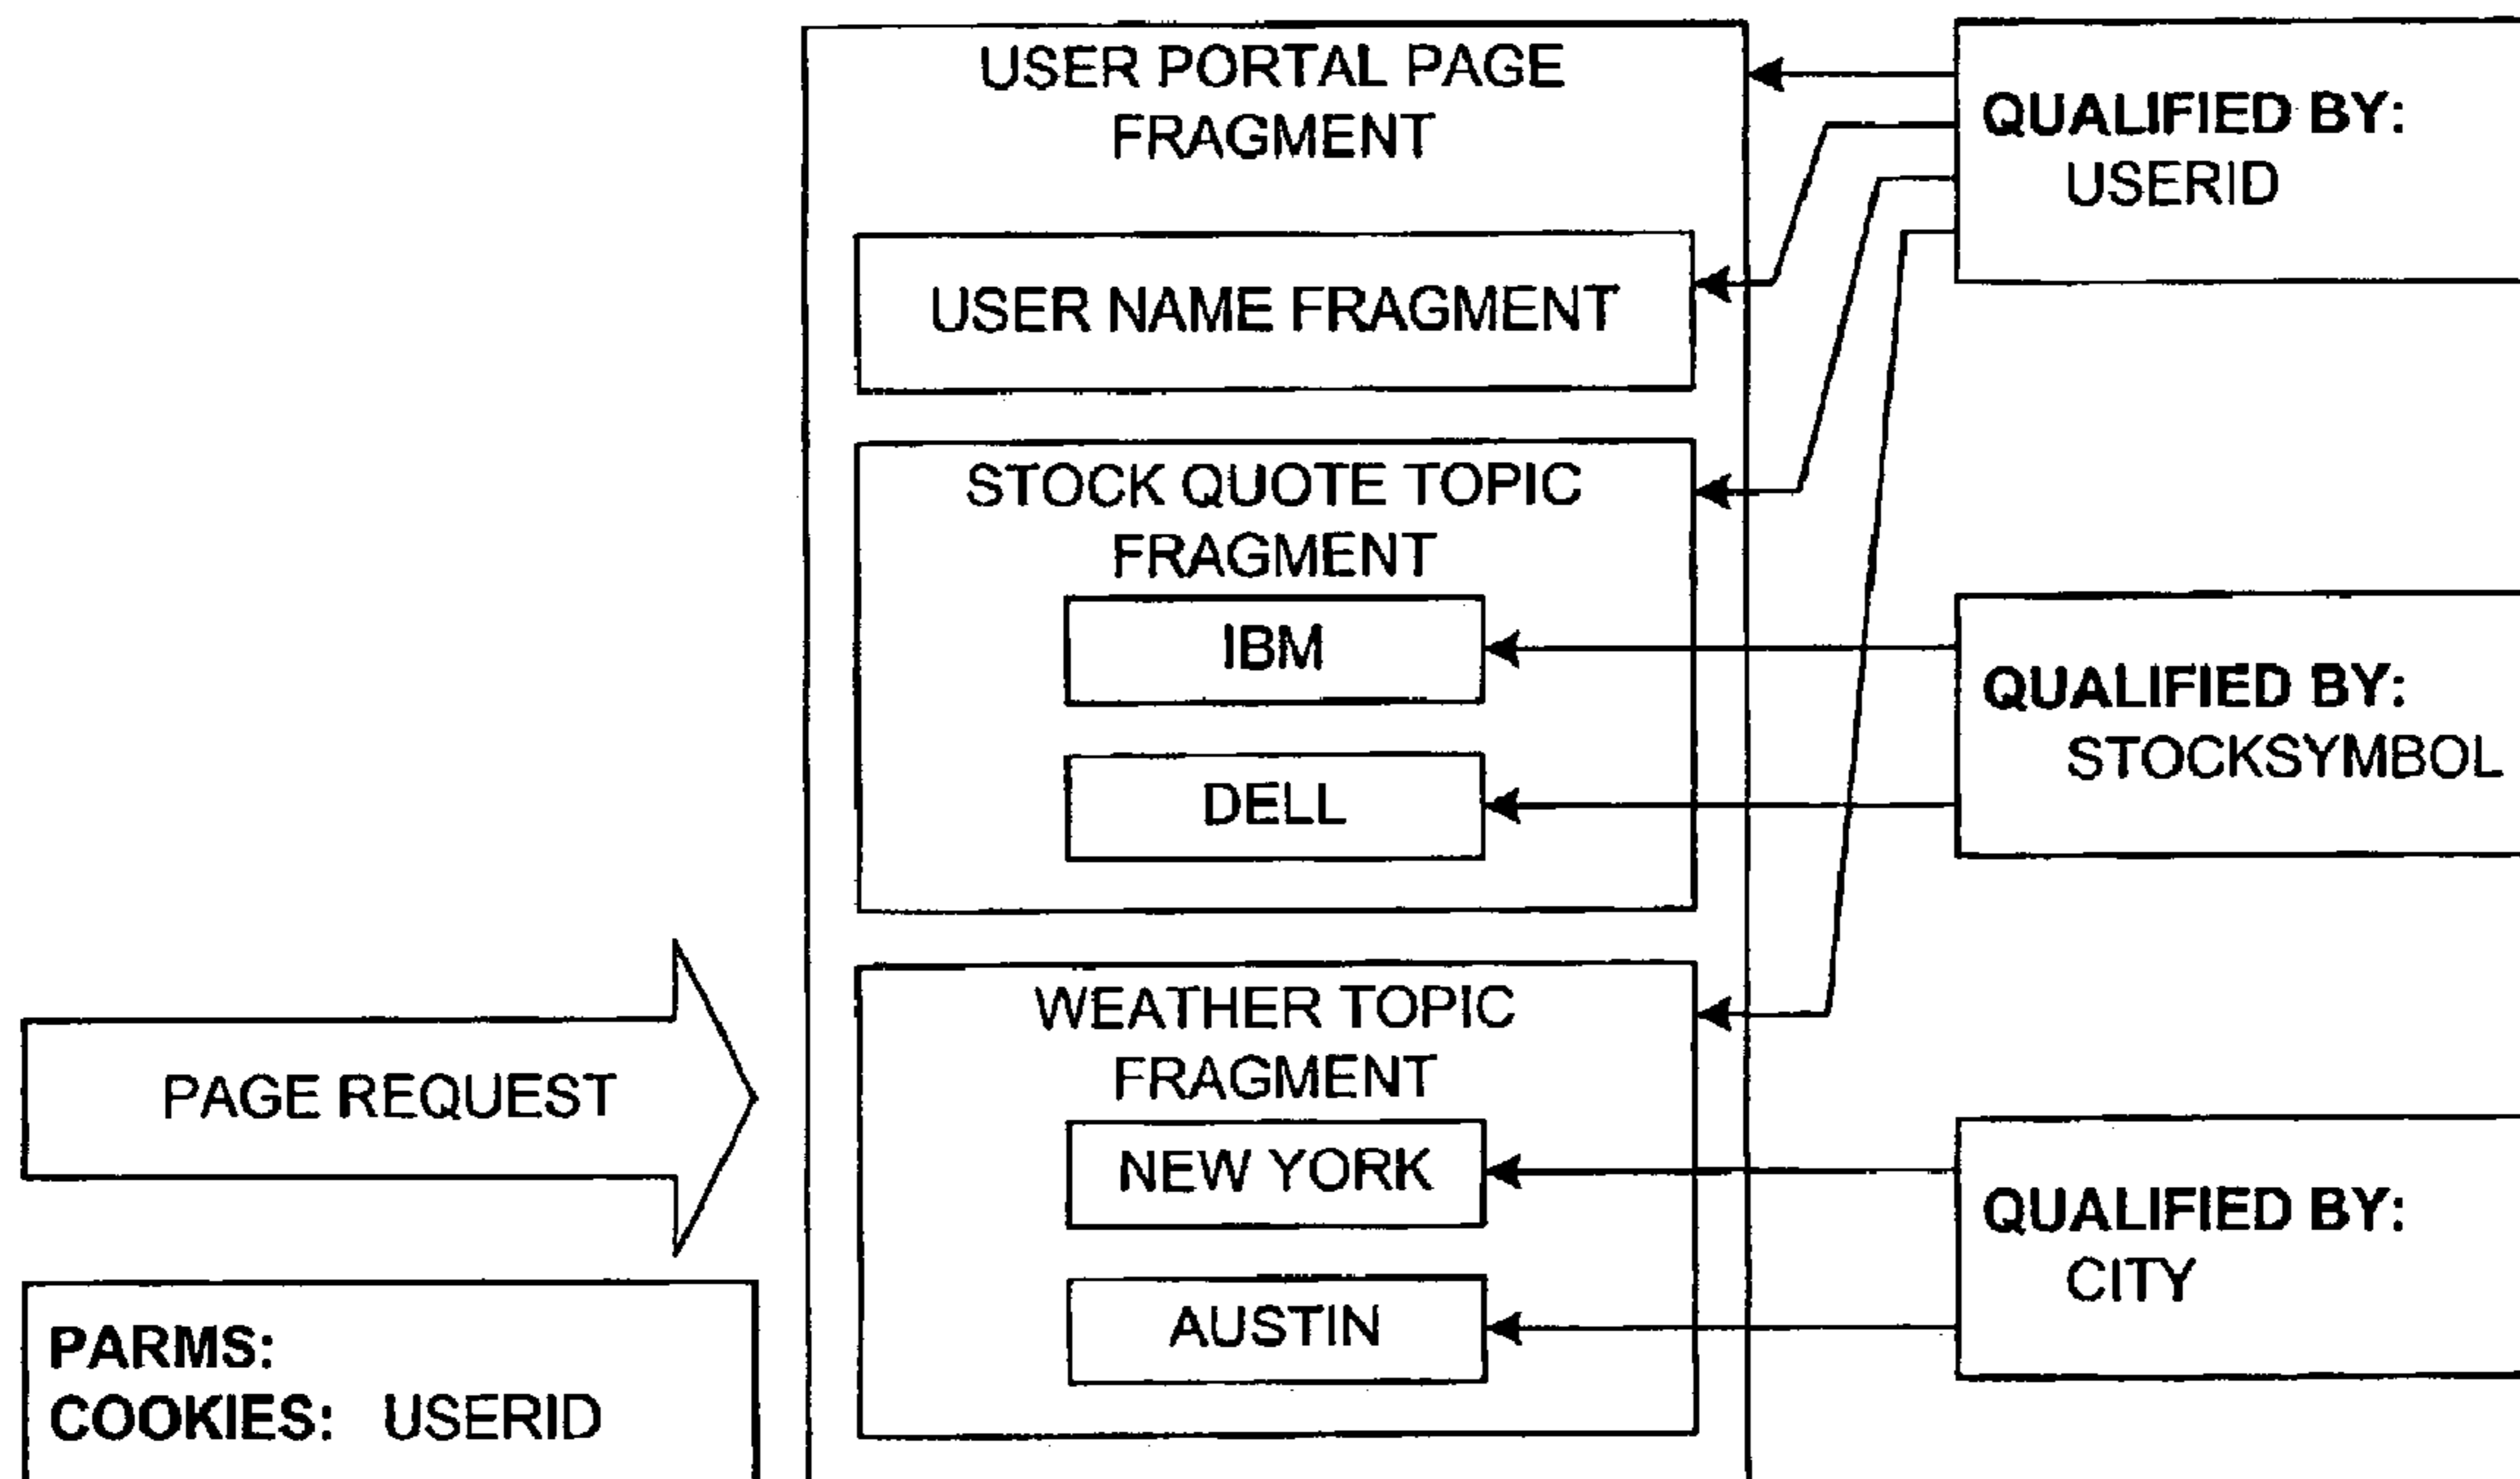 USER PORTAL PAGE
FRAGMENT
USER NAME FRAGMENT
STOCK QUOTE TOPIC
FRAGMENT
IBM
DELL
WEATHER TOPIC
FRAGMENT
NEW YORK
AUSTIN
QUALIFIED BY:
USERID
QUALIFIED BY:
STOCKSYMBOL
QUALIFIED BY:
CITY
PAGE REQUEST
PARMS:
COOKIES: USERID